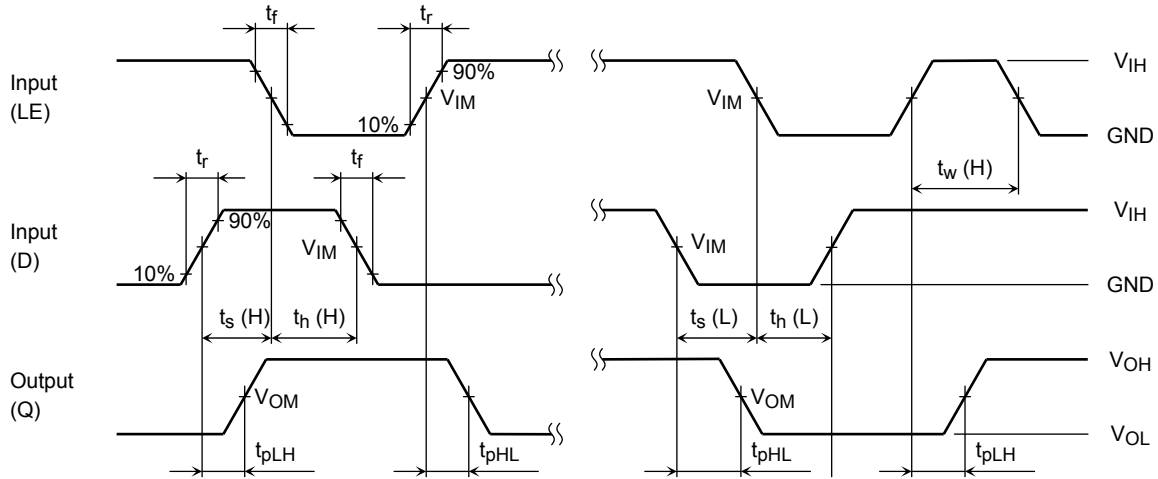 tf tr
Input
(LE)
90%
VIM
10%
VIM
VIH
GND
tw (H)
tr tf
Input
(D)
90%
VIM
10%
VIM
VIH
GND
ts (H) th (H)
ts (L) th (L)
Output
(Q)
VOM
VOM
VOH
VOL
tpLH tpHL tpHL tpLH